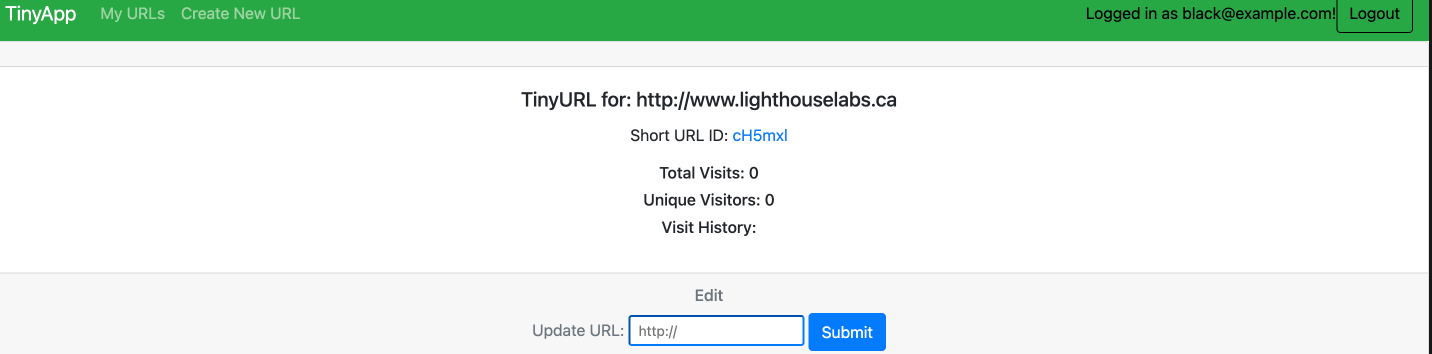 TinyApp My URLs Create New URL Logged in as black@example.com! Logout
TinyURL for: http://www.lighthouselabs.ca
Short URL ID: cH5mxl
Total Visits: 0
Unique Visitors: 0
Visit History:
Edit
Update URL: http:// Submit